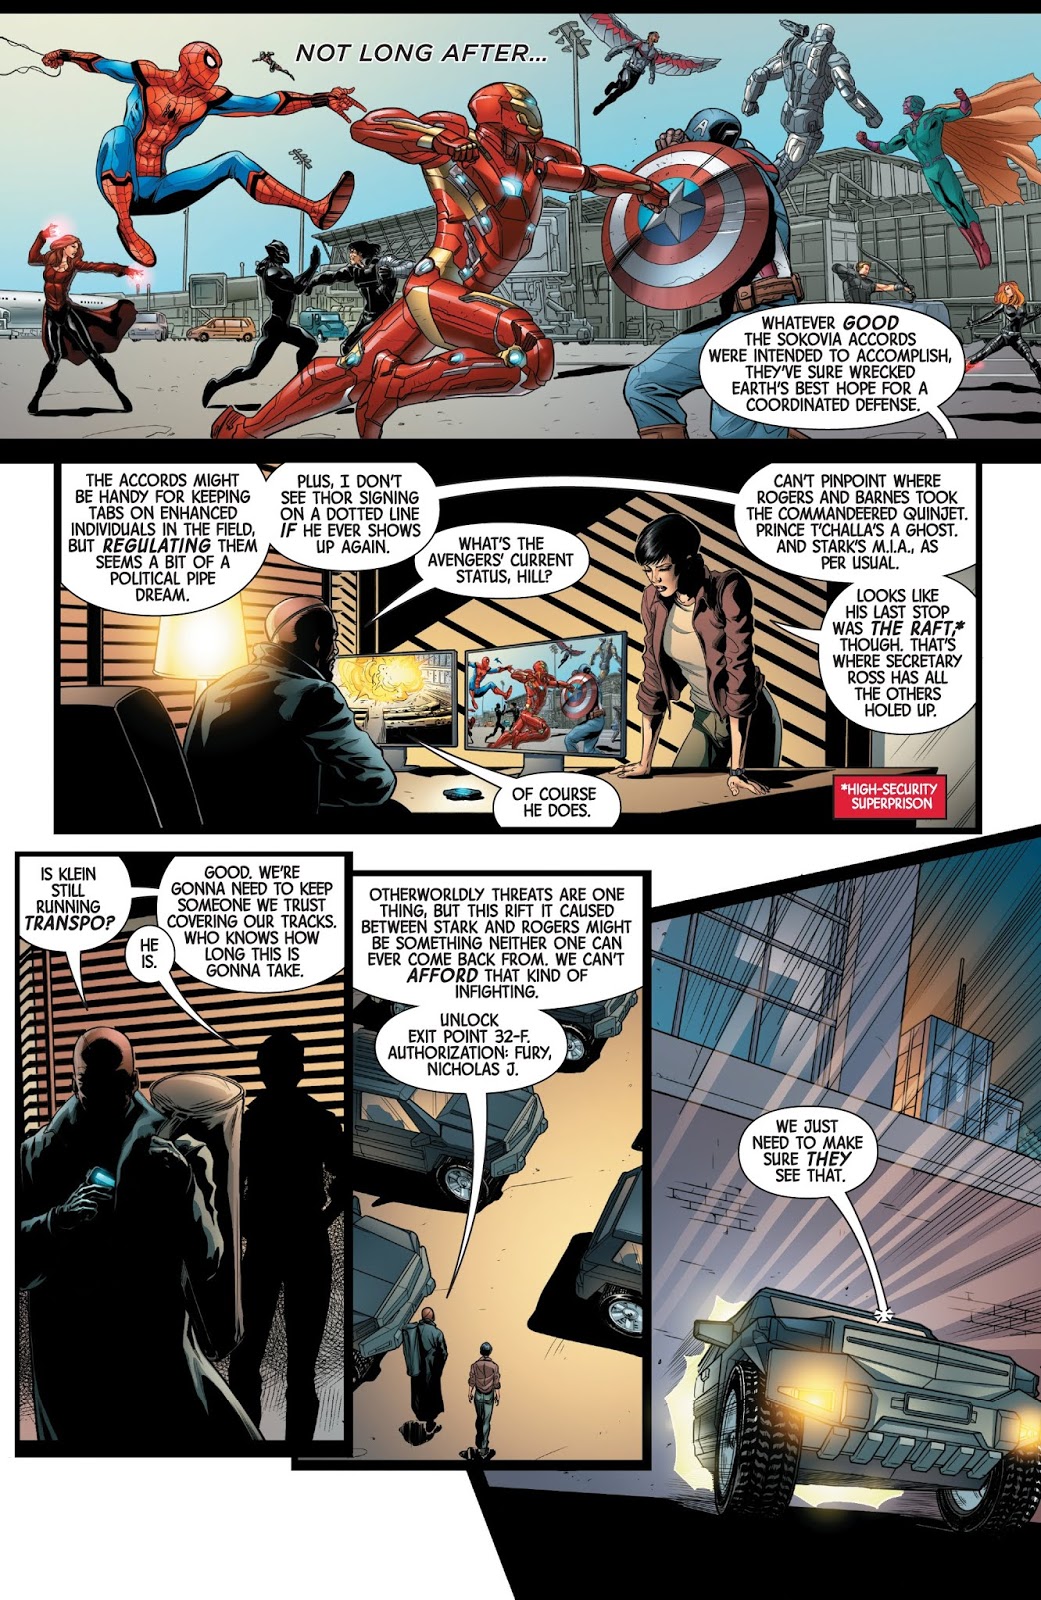 NOT LONG AFTER...
WHATEVER GOOD
THE SOKOVIA ACCORDS
WERE INTENDED TO ACCOMPLISH,
THEY'VE SURE WRECKED
EARTH'S BEST HOPE FOR A
COORDINATED DEFENSE.
THE ACCORDS MIGHT
BE HANDY FOR KEEPING
TABS ON ENHANCED
INDIVIDUALS IN THE FIELD,
BUT REGULATING THEM
SEEMS A BIT OF A
POLITICAL PIPE
DREAM.
PLUS, I DON'T
SEE THOR SIGNING
ON A DOTTED LINE
IF HE EVER SHOWS
UP AGAIN.
WHAT'S THE
AVENGERS' CURRENT
STATUS, HILL?
CAN'T PINPOINT WHERE
ROGERS AND BARNES TOOK
THE COMMANDEERED QUINJET.
PRINCE T'CHALLA'S A GHOST.
AND STARK'S M.I.A., AS
PER USUAL.
LOOKS LIKE
HIS LAST STOP
WAS THE RAFT,*
THOUGH. THAT'S
WHERE SECRETARY
ROSS HAS ALL
THE OTHERS
HOLED UP.
OF COURSE
HE DOES.
*HIGH-SECURITY
SUPERPRISON
IS KLEIN
STILL
RUNNING
TRANSPO?
HE
IS.
GOOD. WE'RE
GONNA NEED TO KEEP
SOMEONE WE TRUST
COVERING OUR TRACKS.
WHO KNOWS HOW
LONG THIS IS
GONNA TAKE.
OTHERWORLDLY THREATS ARE ONE
THING, BUT THIS RIFT IT CAUSED
BETWEEN STARK AND ROGERS MIGHT
BE SOMETHING NEITHER ONE CAN
EVER COME BACK FROM. WE CAN'T
AFFORD THAT KIND OF
INFIGHTING.
UNLOCK
EXIT POINT 32-F.
AUTHORIZATION: FURY,
NICHOLAS J.
WE JUST
NEED TO MAKE
SURE THEY
SEE THAT.